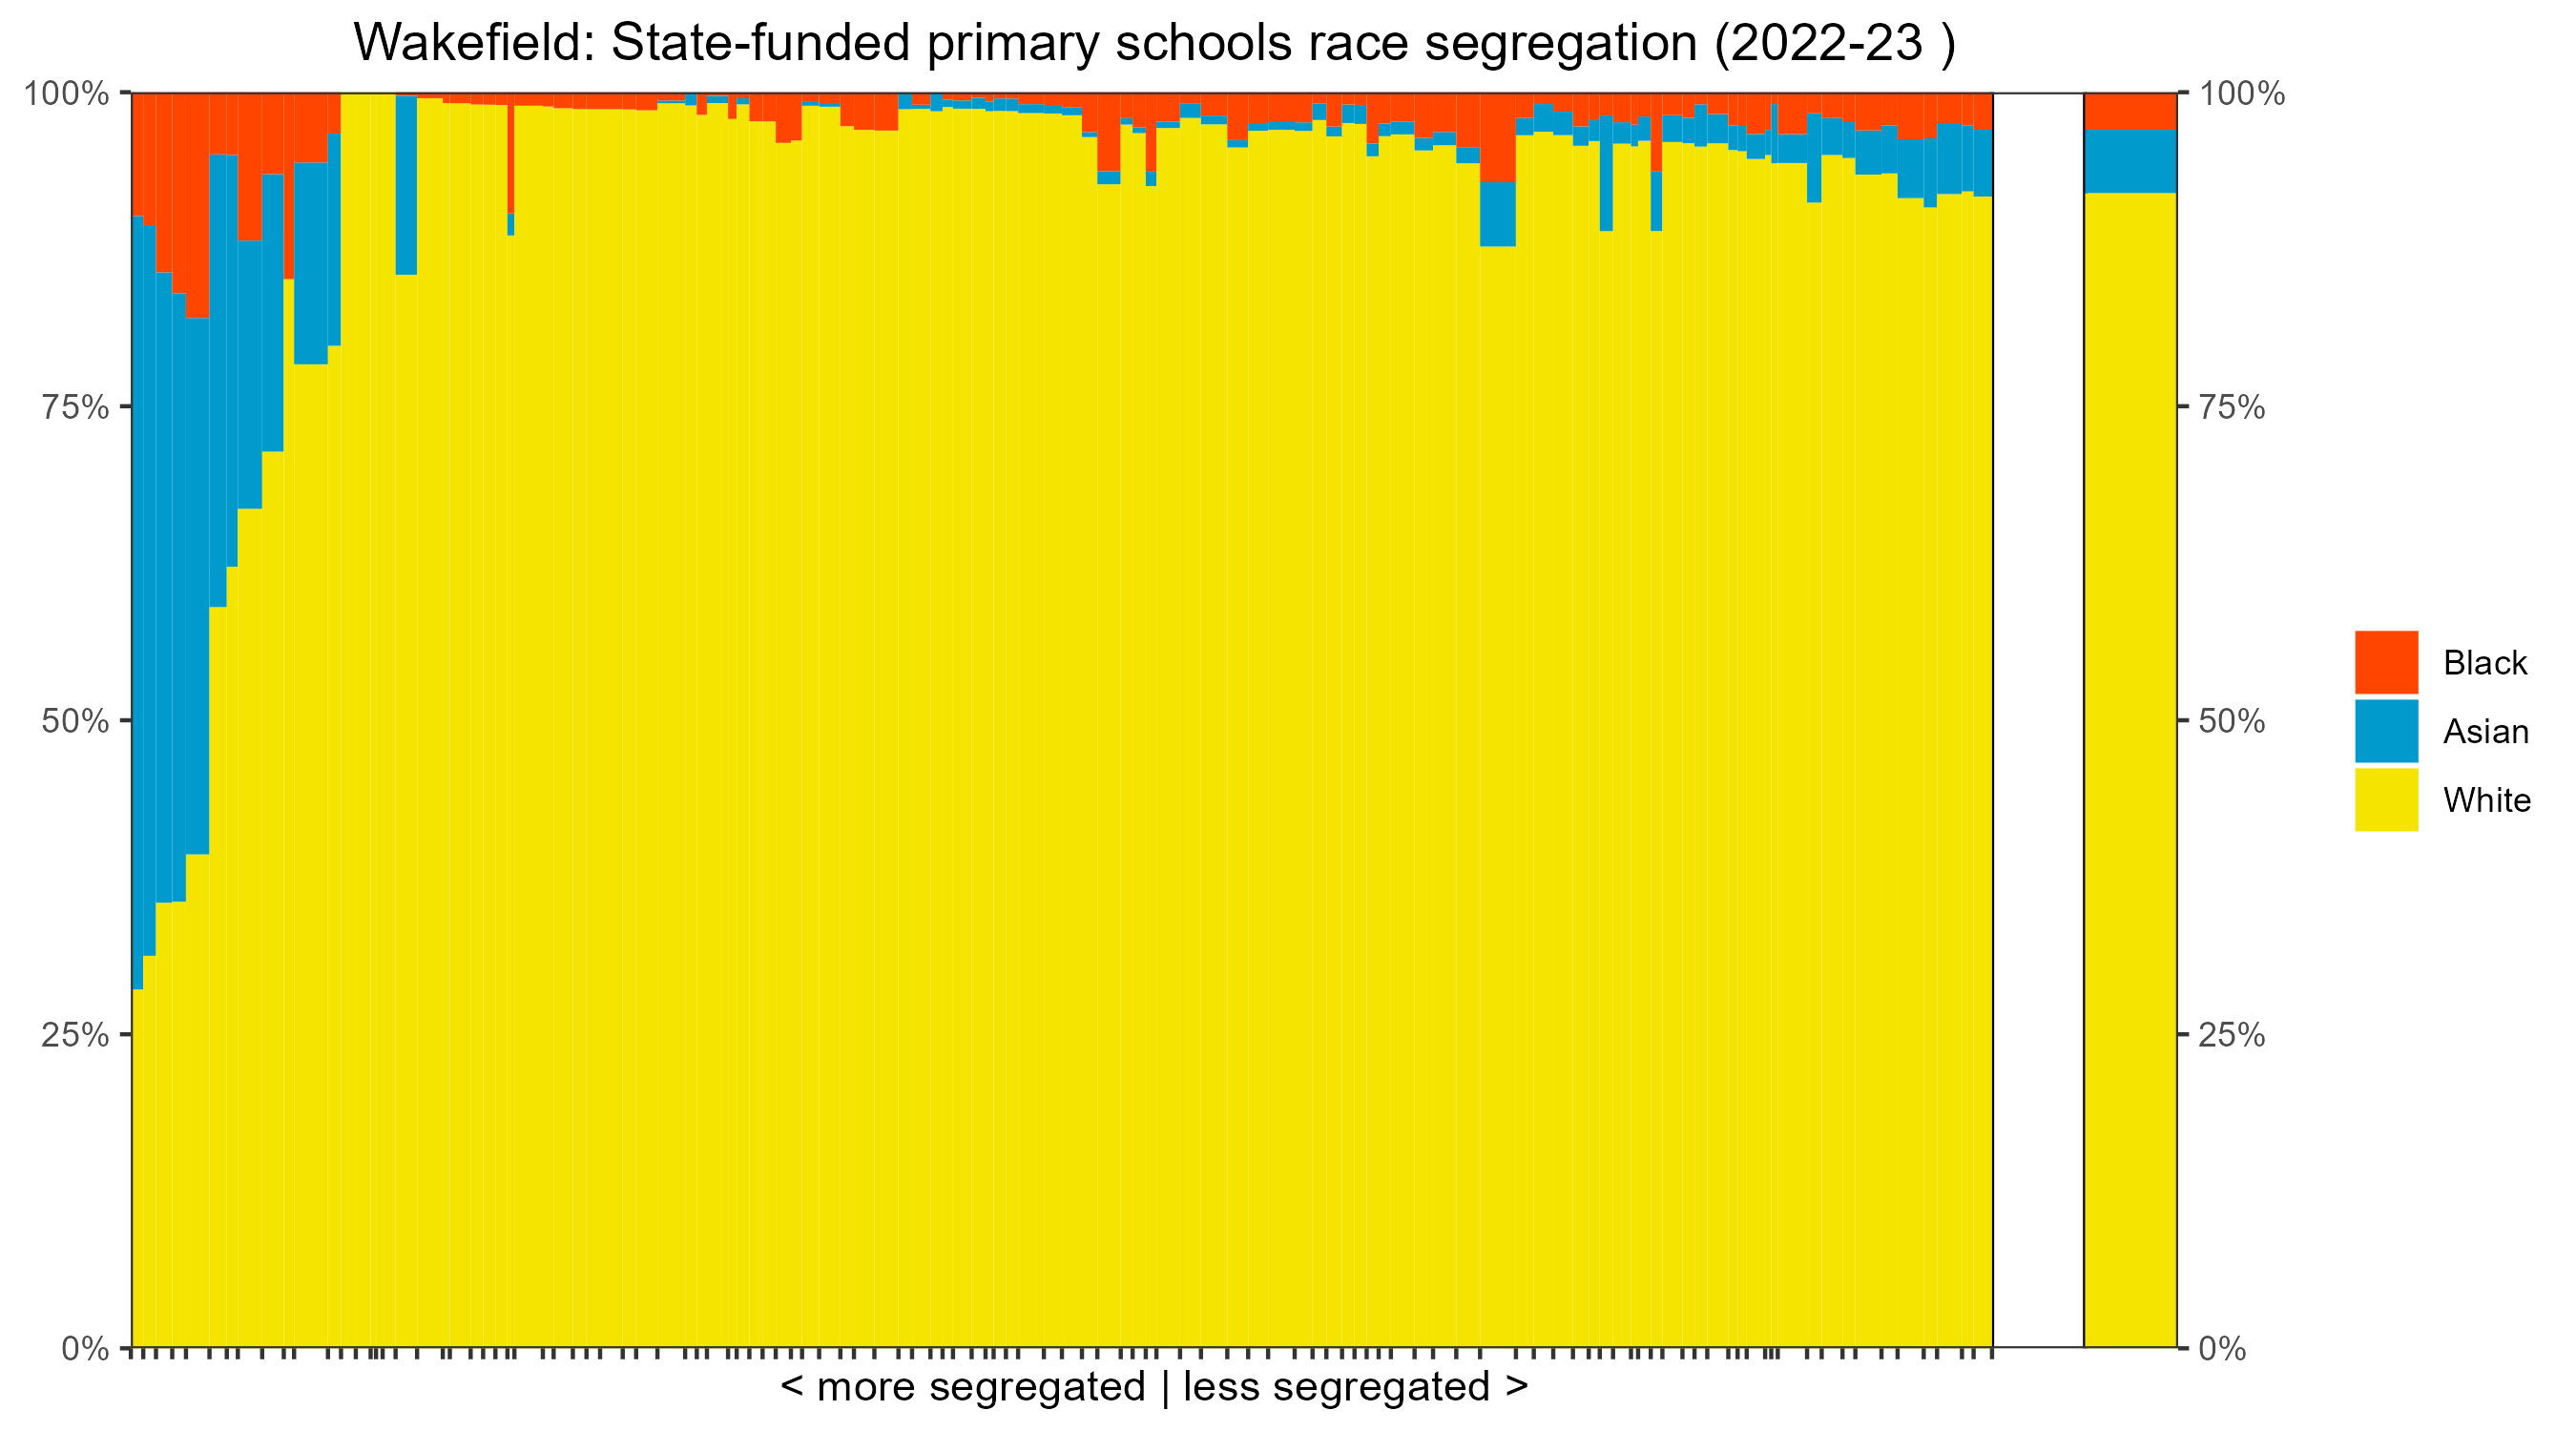 Wakefield: State-funded primary schools race segregation (2022-23 )
100%
75%
50%
25%
0%
100%
75%
50%
25%
0%
Black
Asian
White
< more segregated | less segregated >